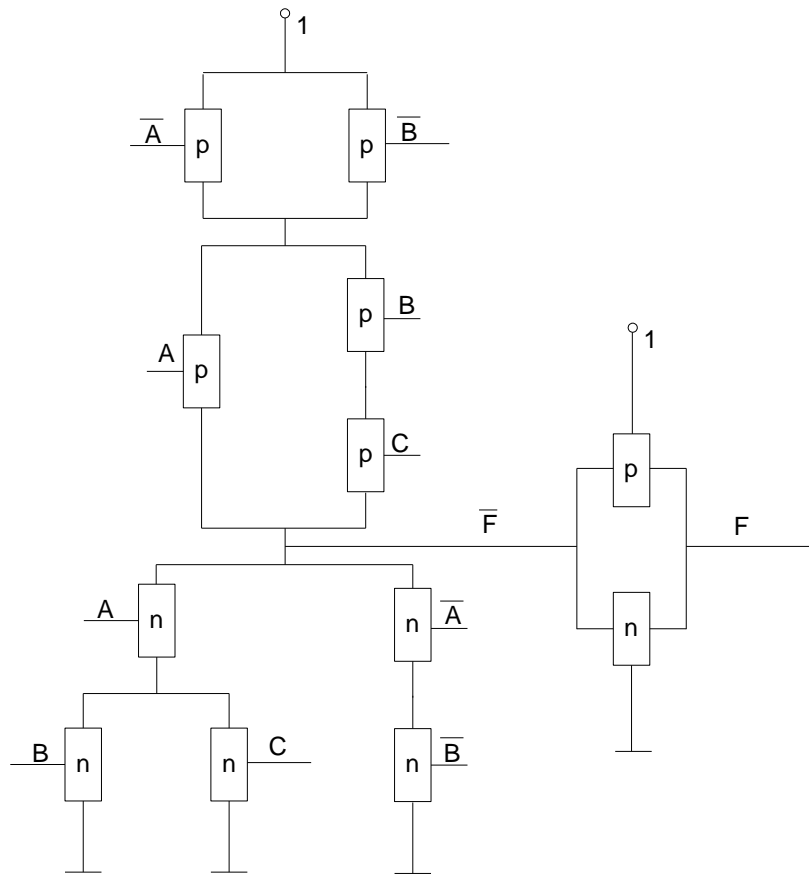 1
A̅ p p B̅
p B
A p
p C
1
p
F̅ F
A n n A̅ n
B n n C n B̅